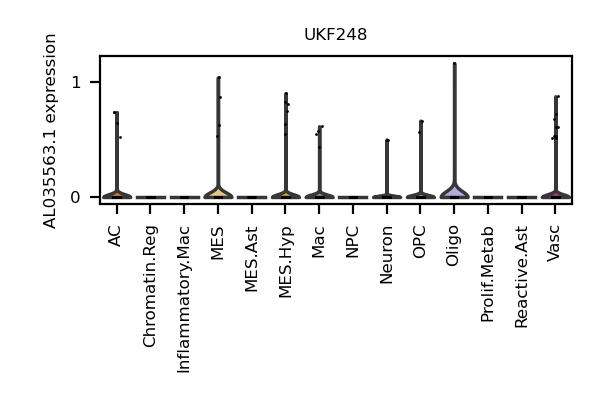 UKF248
AL035563.1 expression
1
0
AC
Chromatin.Reg
Inflammatory.Mac
MES
MES.Ast
MES.Hyp
Mac
NPC
Neuron
OPC
Oligo
Prolif.Metab
Reactive.Ast
Vasc